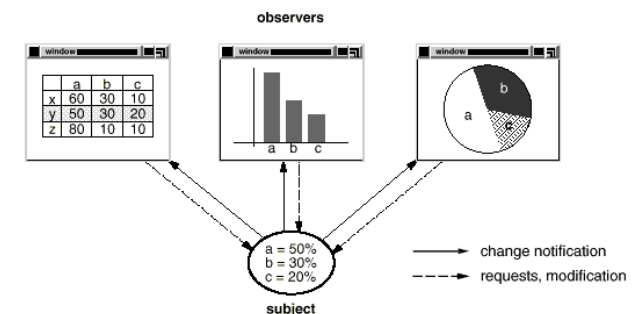 observers
window
window
window
a b c
x 60 30 10
y 50 30 20
z 80 10 10
a b c
a
b
c
a = 50%
b = 30%
c = 20%
subject
change notification
requests, modification